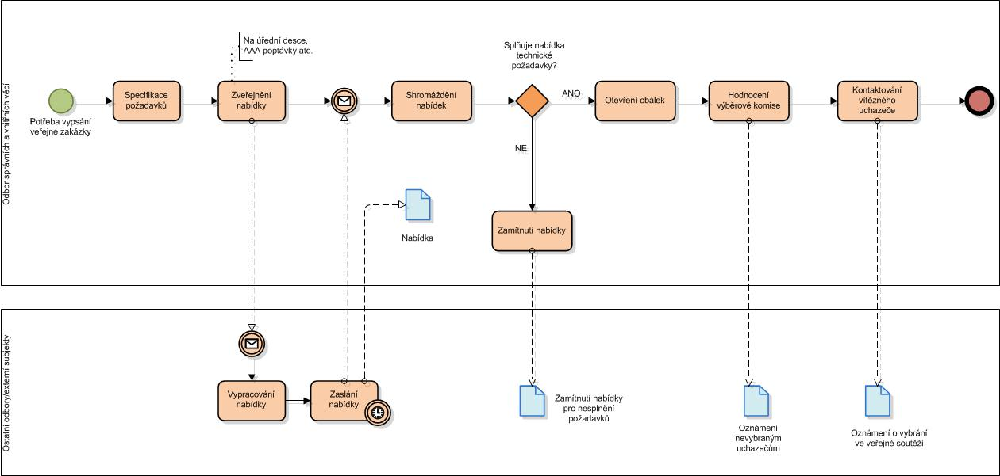 Odbor správních a vnitřních věcí
Potřeba vypsání
veřejné zakázky
Specifikace
požadavků
Na úřední desce,
AAA poptávky atd.
Zveřejnění
nabídky
Shromáždění
nabídek
Splňuje nabídka
technické
požadavky?
ANO
NE
Otevření obálek
Hodnocení
výběrové komise
Kontaktování
vítězného
uchazeče
Nabídka
Zamítnutí nabídky
Ostatní odbory/externí subjekty
Vypracování
nabídky
Zaslání
nabídky
Zamítnutí nabídky
pro nesplnění
požadavků
Oznámení
nevybraným
uchazečům
Oznámení o vybrání
ve veřejné soutěži